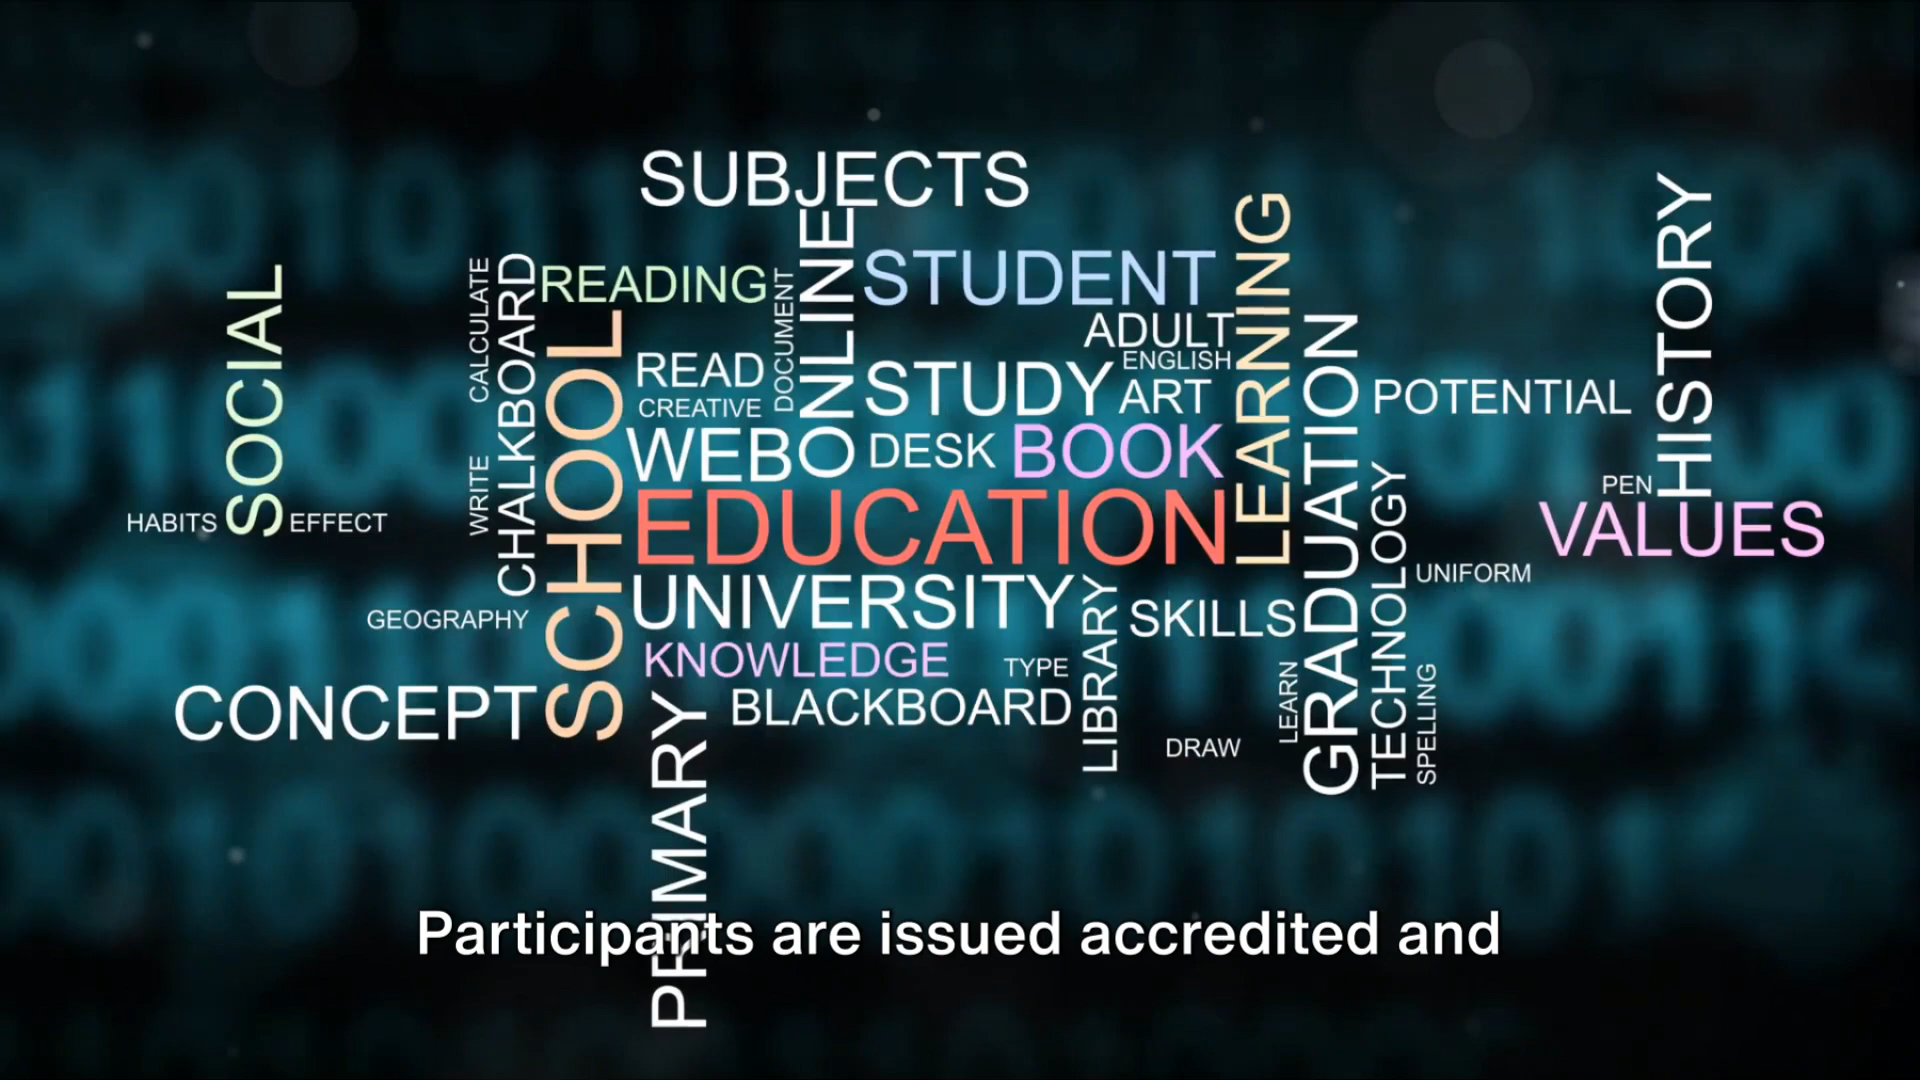 SUBJECTS
ONLINE
STUDENT
LEARNING
HISTORY
SOCIAL
CALCULATE
CHALKBOARD
READING
DOCUMENT
ADULT
ENGLISH
SCHOOL
READ
CREATIVE
STUDY
ART
GRADUATION
POTENTIAL
WEB
DESK
BOOK
WRITE
TECHNOLOGY
PEN
VALUES
HABITS
EFFECT
EDUCATION
UNIFORM
GEOGRAPHY
UNIVERSITY
LIBRARY
SKILLS
KNOWLEDGE
TYPE
LEARN
SPELLING
CONCEPT
PRIMARY
BLACKBOARD
DRAW
Participants are issued accredited and